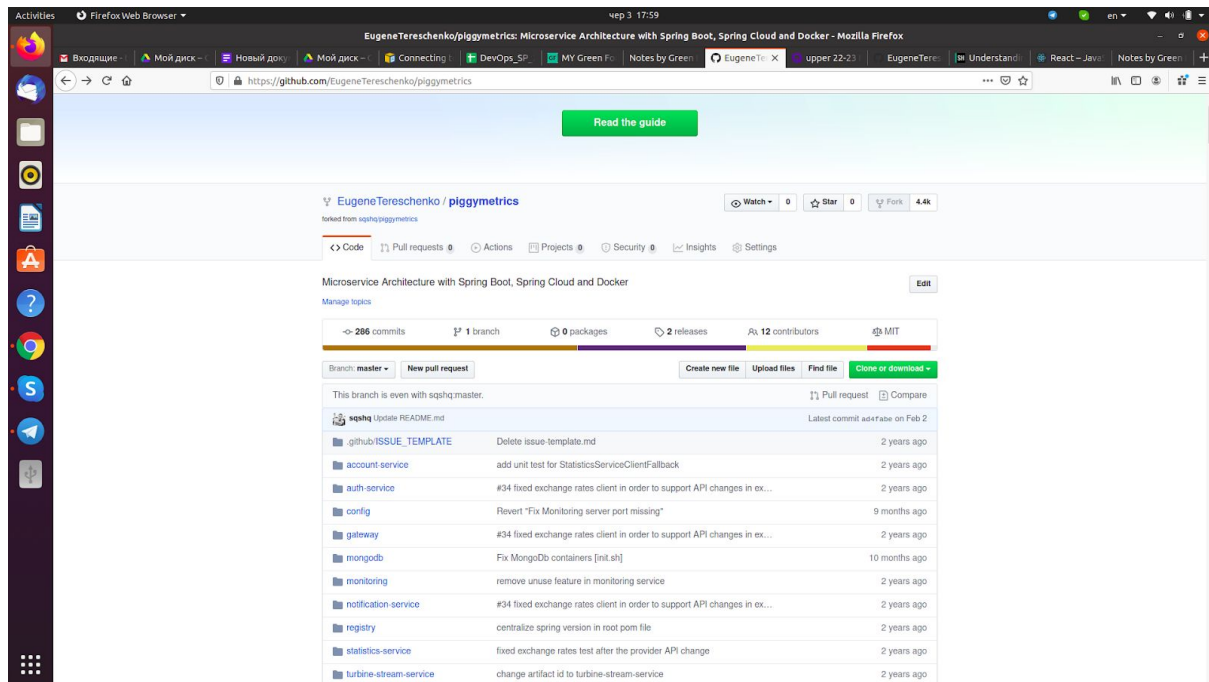 Activities Firefox Web Browser чер 3 17:59 en
EugeneTereschenko/piggymetrics: Microservice Architecture with Spring Boot, Spring Cloud and Docker - Mozilla Firefox
Входящие - Мой диск – Новый доку Мой диск – Connecting t DevOps_SP_ MY Green Fo Notes by Green EugeneTer upper 22-23 EugeneTeres Understandi React – Java Notes by Green
https://github.com/EugeneTereschenko/piggymetrics
Read the guide
EugeneTereschenko / piggymetrics Watch 0 Star 0 Fork 4.4k
forked from sqshq/piggymetrics
Code Pull requests 0 Actions Projects 0 Security 0 Insights Settings
Microservice Architecture with Spring Boot, Spring Cloud and Docker Edit
Manage topics
286 commits 1 branch 0 packages 2 releases 12 contributors MIT
Branch: master New pull request Create new file Upload files Find file Clone or download
This branch is even with sqshq:master. Pull request Compare
sqshq Update README.md Latest commit ad4fabe on Feb 2
.github/ISSUE_TEMPLATE Delete issue-template.md 2 years ago
account-service add unit test for StatisticsServiceClientFallback 2 years ago
auth-service #34 fixed exchange rates client in order to support API changes in ex... 2 years ago
config Revert "Fix Monitoring server port missing" 9 months ago
gateway #34 fixed exchange rates client in order to support API changes in ex... 2 years ago
mongodb Fix MongoDb containers [init.sh] 10 months ago
monitoring remove unuse feature in monitoring service 2 years ago
notification-service #34 fixed exchange rates client in order to support API changes in ex... 2 years ago
registry centralize spring version in root pom file 2 years ago
statistics-service fixed exchange rates test after the provider API change 2 years ago
turbine-stream-service change artifact id to turbine-stream-service 2 years ago